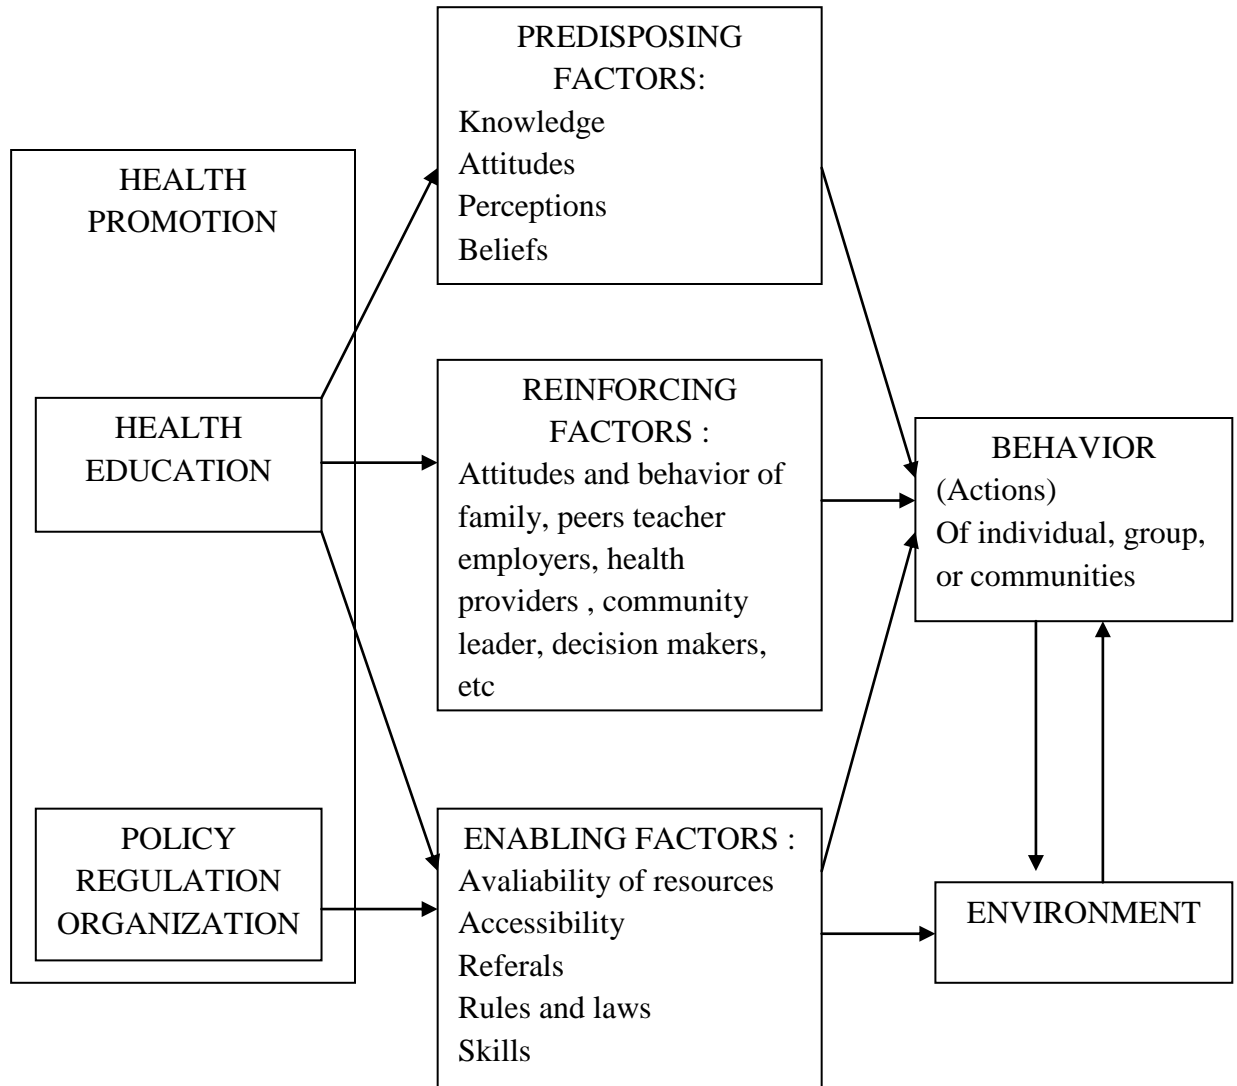 PREDISPOSING
FACTORS:
Knowledge
Attitudes
Perceptions
Beliefs
HEALTH
PROMOTION
HEALTH
EDUCATION
POLICY
REGULATION
ORGANIZATION
REINFORCING
FACTORS :
Attitudes and behavior of
family, peers teacher
employers, health
providers , community
leader, decision makers,
etc
ENABLING FACTORS :
Avaliability of resources
Accessibility
Referals
Rules and laws
Skills
BEHAVIOR
(Actions)
Of individual, group,
or communities
ENVIRONMENT